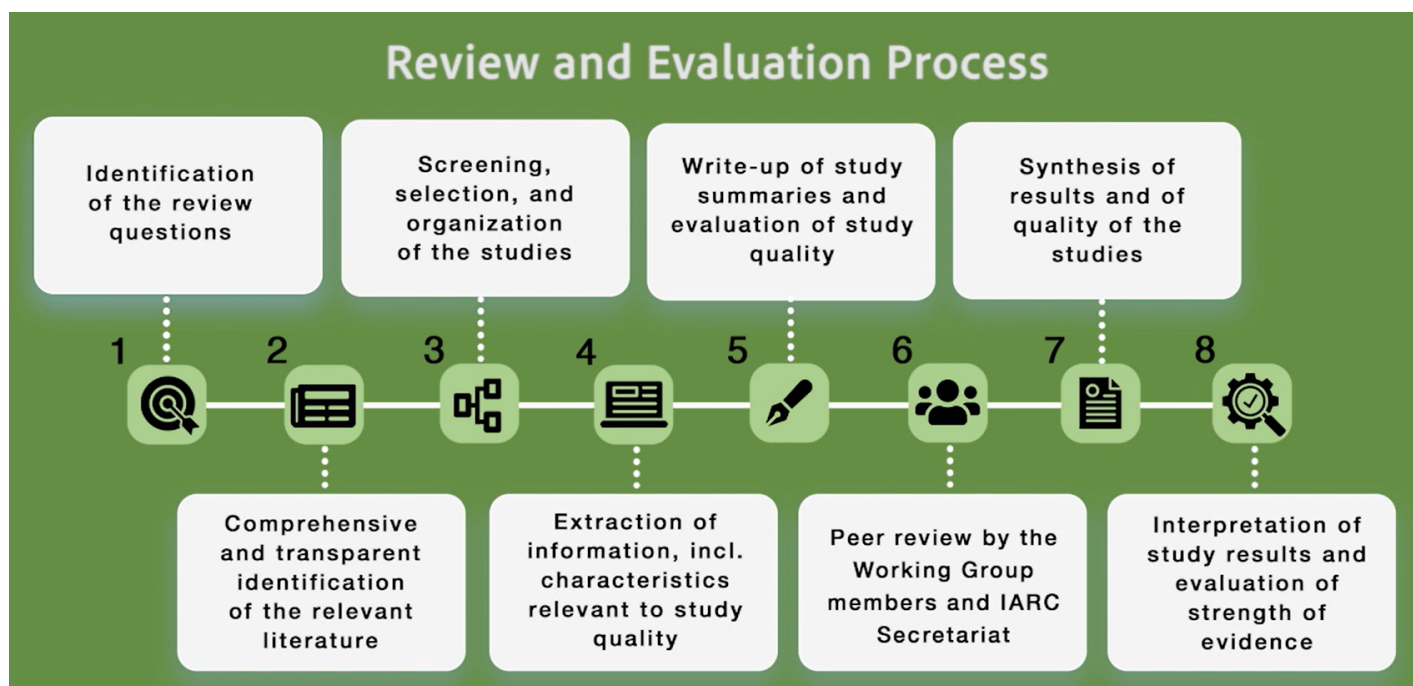 Review and Evaluation Process
1
Identification
of the review
questions
2
Comprehensive
and transparent
identification
of the relevant
literature
3
Screening,
selection, and
organization
of the studies
4
Extraction of
information, incl.
characteristics
relevant to study
quality
5
Write-up of study
summaries and
evaluation of study
quality
6
Peer review by the
Working Group
members and IARC
Secretariat
7
Synthesis of
results and of
quality of the
studies
8
Interpretation of
study results and
evaluation of
strength of
evidence